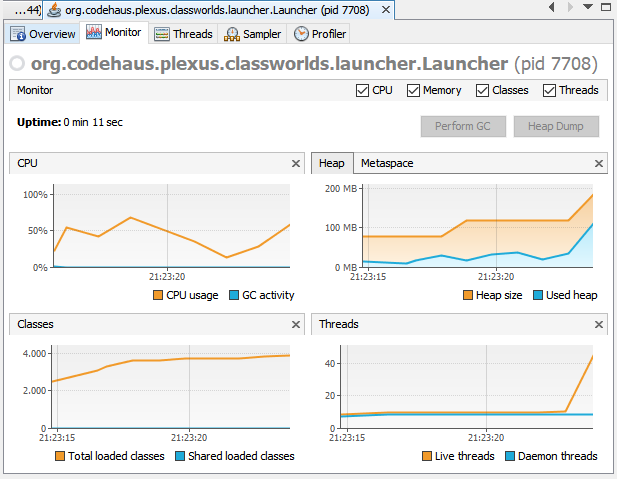 ...44) org.codehaus.plexus.classworlds.launcher.Launcher (pid 7708)
Overview Monitor Threads Sampler Profiler
org.codehaus.plexus.classworlds.launcher.Launcher (pid 7708)
Monitor CPU Memory Classes Threads
Uptime: 0 min 11 sec
Perform GC Heap Dump
CPU
100%
50%
0%
21:23:20
CPU usage GC activity
Heap Metaspace
200 MB
100 MB
0 MB
21:23:15 21:23:20
Heap size Used heap
Classes
4.000
2.000
0
21:23:15 21:23:20
Total loaded classes Shared loaded classes
Threads
40
20
0
21:23:15 21:23:20
Live threads Daemon threads